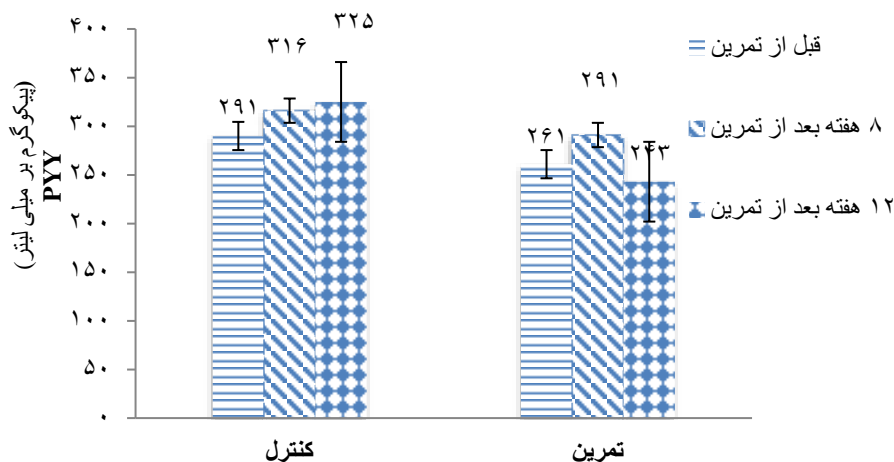 ۴۰۰
۳۵۰
۳۰۰
۲۵۰
۲۰۰
۱۵۰
۱۰۰
۵۰
۰
PYY
(پیکوگرم بر میلی لیتر)
۲۹۱
۳۱۶
۳۲۵
۲۶۱
۲۹۱
۲۴۳
کنترل
تمرین
قبل از تمرین
۸ هفته بعد از تمرین
۱۲ هفته بعد از تمرین